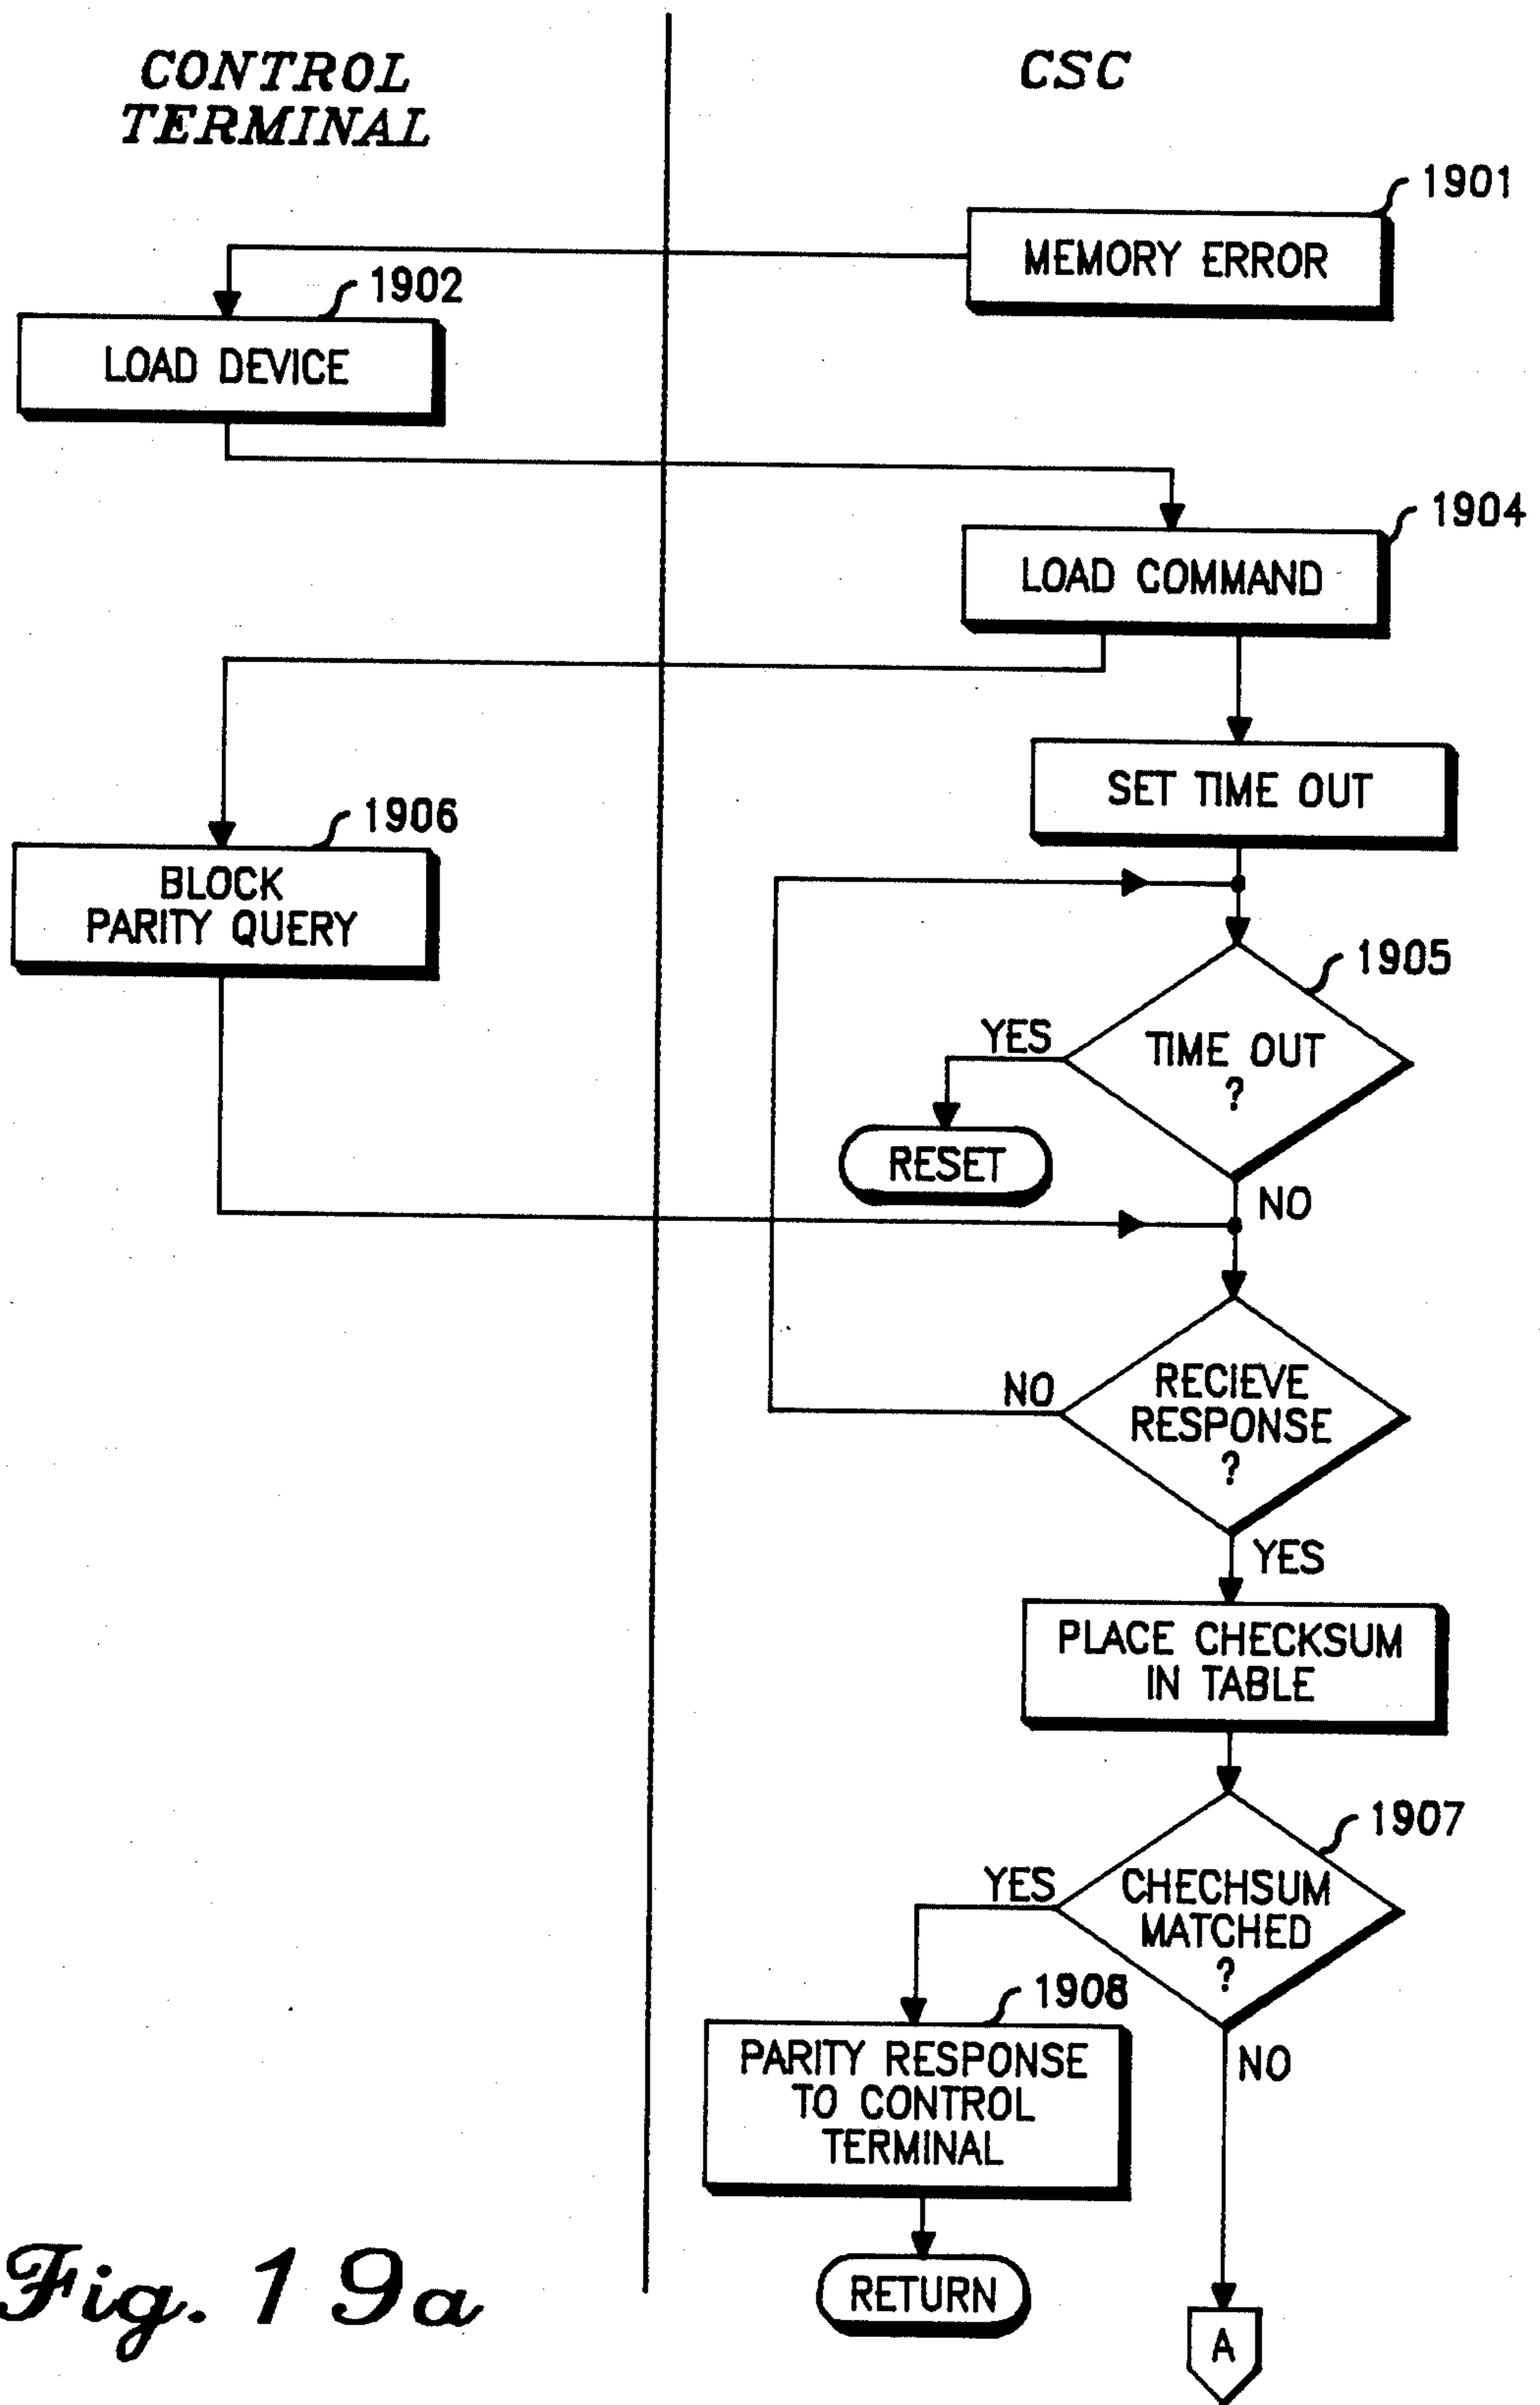 CONTROL
TERMINAL
CSC
1901
MEMORY ERROR
1902
LOAD DEVICE
1904
LOAD COMMAND
SET TIME OUT
1906
BLOCK
PARITY QUERY
1905
YES
TIME OUT
?
RESET
NO
NO
RECIEVE
RESPONSE
?
YES
PLACE CHECKSUM
IN TABLE
1907
YES
CHECHSUM
MATCHED
?
1908
NO
PARITY RESPONSE
TO CONTROL
TERMINAL
RETURN
A
Fig. 19a